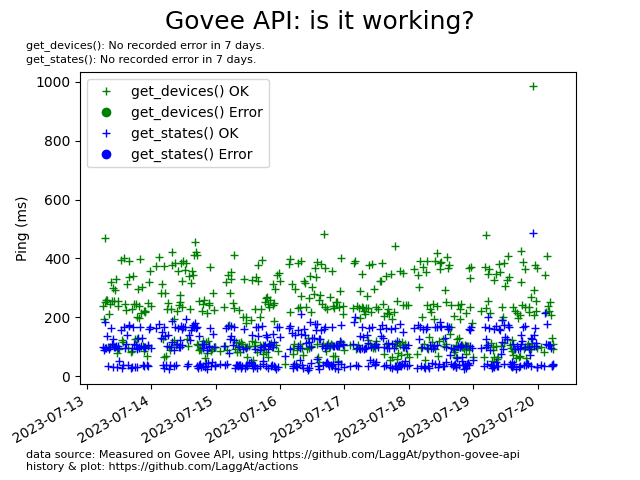 Govee API: is it working?
get_devices(): No recorded error in 7 days.
get_states(): No recorded error in 7 days.
get_devices() OK
get_devices() Error
get_states() OK
get_states() Error
Ping (ms)
1000
800
600
400
200
0
2023-07-13
2023-07-14
2023-07-15
2023-07-16
2023-07-17
2023-07-18
2023-07-19
2023-07-20
data source: Measured on Govee API, using https://github.com/LaggAt/python-govee-api
history & plot: https://github.com/LaggAt/actions